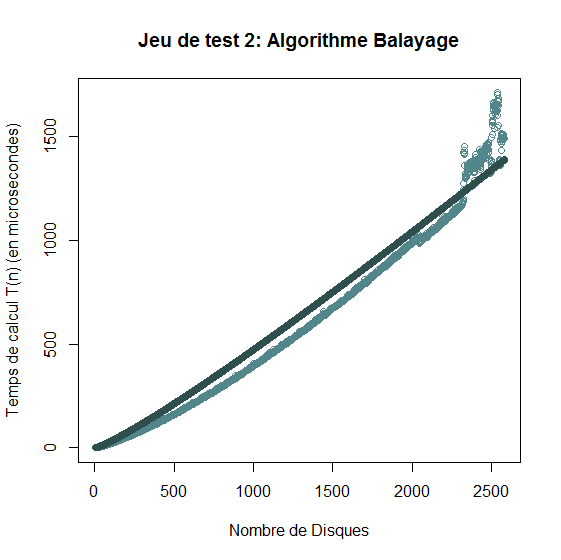 Jeu de test 2: Algorithme Balayage
Temps de calcul T(n) (en microsecondes)
1500
1000
500
0
0 500 1000 1500 2000 2500
Nombre de Disques